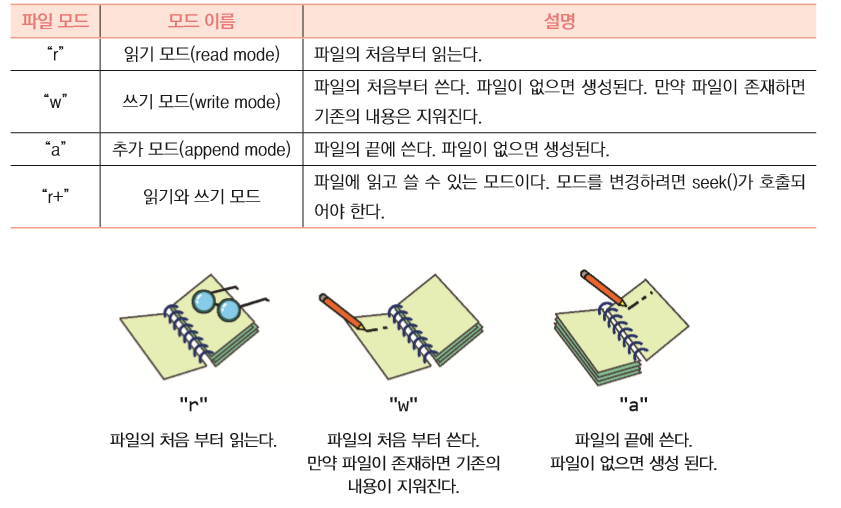 파일 모드 모드 이름 설명
“r” 읽기 모드(read mode) 파일의 처음부터 읽는다.
“w” 쓰기 모드(write mode) 파일의 처음부터 쓴다. 파일이 없으면 생성된다. 만약 파일이 존재하면
기존의 내용은 지워진다.
“a” 추가 모드(append mode) 파일의 끝에 쓴다. 파일이 없으면 생성된다.
“r+” 읽기와 쓰기 모드 파일에 읽고 쓸 수 있는 모드이다. 모드를 변경하려면 seek()가 호출되
어야 한다.
"r" "w" "a"
파일의 처음 부터 읽는다. 파일의 처음 부터 쓴다. 파일의 끝에 쓴다.
만약 파일이 존재하면 기존의 파일이 없으면 생성 된다.
내용이 지워진다.